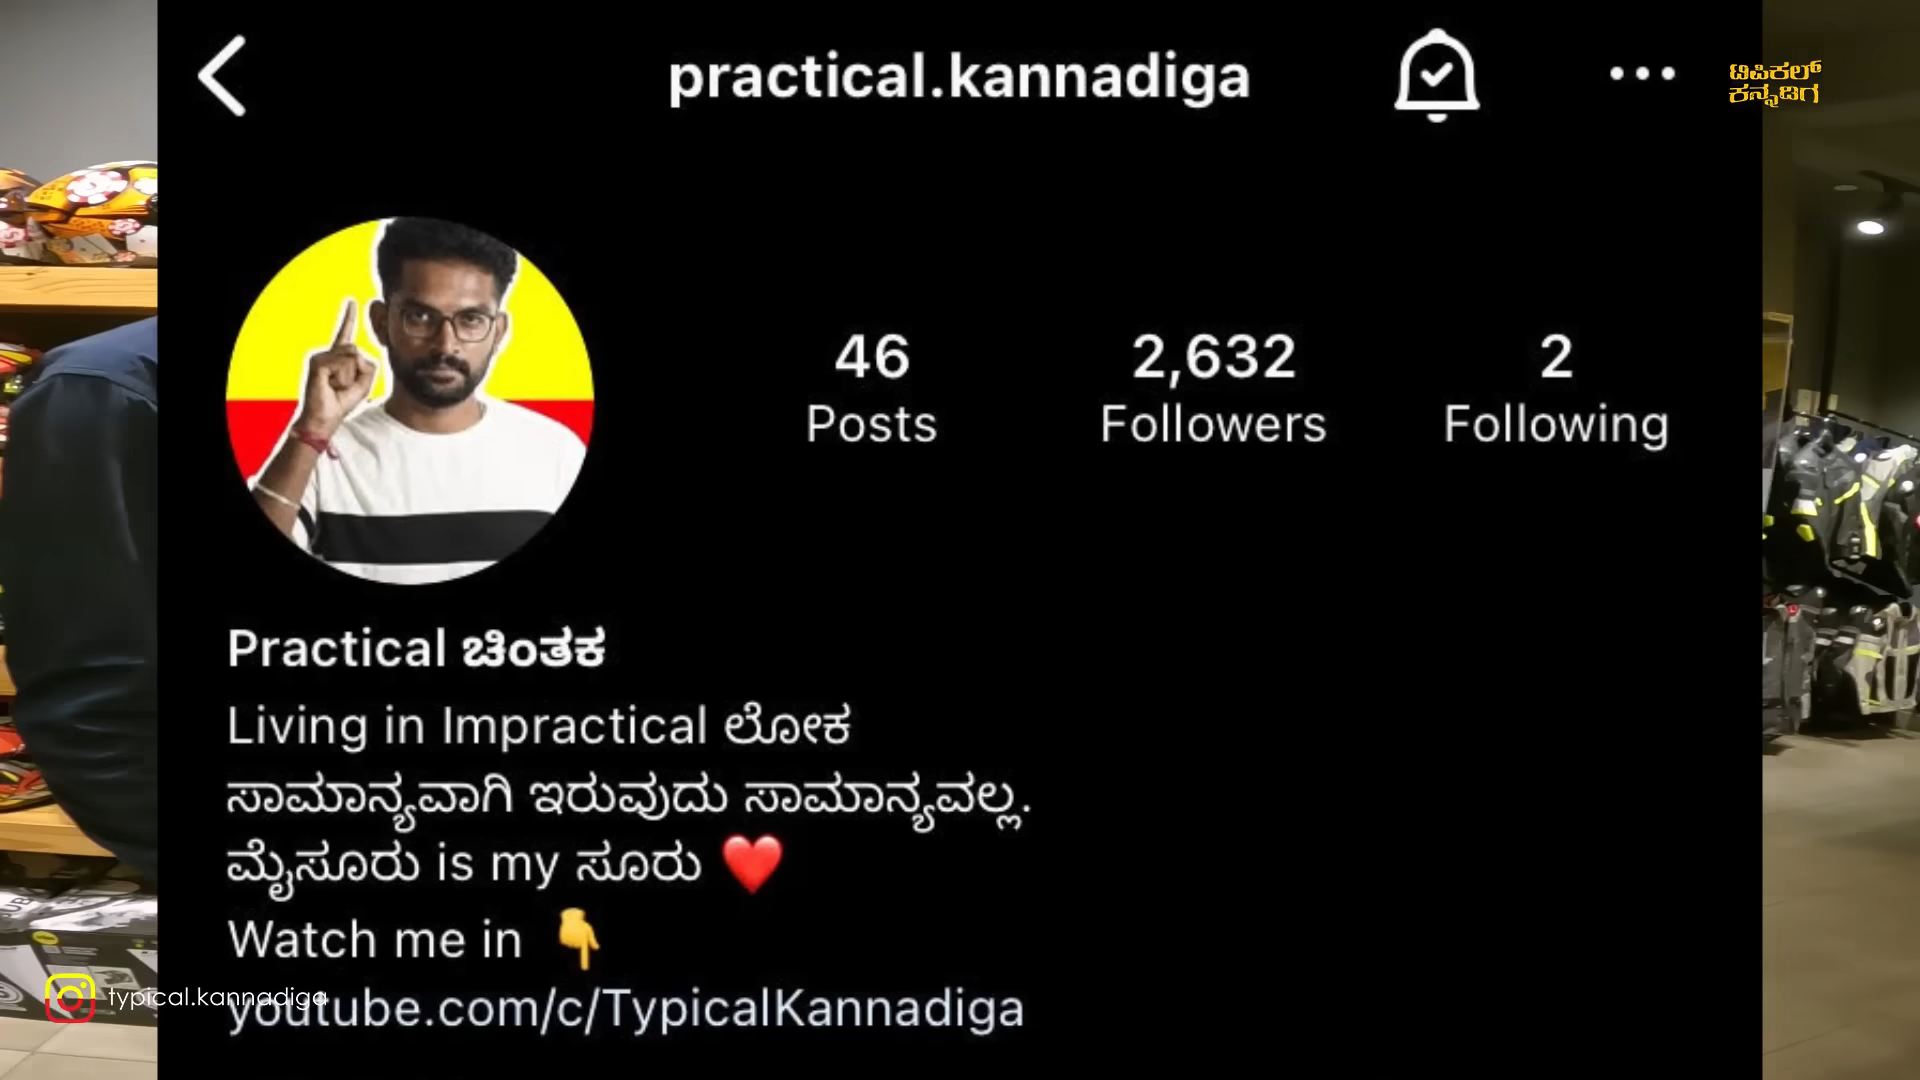 practical.kannadiga
ಟಿಪಿಕಲ್
ಕನ್ನಡಿಗ
46
Posts
2,632
Followers
2
Following
Practical ಚಿಂತಕ
Living in Impractical ಲೋಕ
ಸಾಮಾನ್ಯವಾಗಿ ಇರುವುದು ಸಾಮಾನ್ಯವಲ್ಲ.
ಮೈಸೂರು is my ಸೂರು ❤️
Watch me in 👇
youtube.com/c/TypicalKannadiga
typical.kannadiga